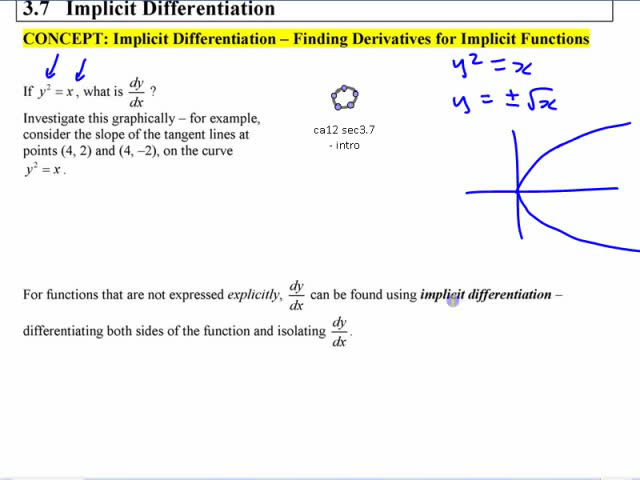 3.7 Implicit Differentiation
CONCEPT: Implicit Differentiation – Finding Derivatives for Implicit Functions
If y² = x, what is dy/dx ?
Investigate this graphically – for example,
consider the slope of the tangent lines at
points (4, 2) and (4, −2), on the curve
y² = x .
ca12 sec3.7
- intro
y² = x
y = ±√x
For functions that are not expressed explicitly, dy/dx can be found using implicit differentiation –
differentiating both sides of the function and isolating dy/dx.